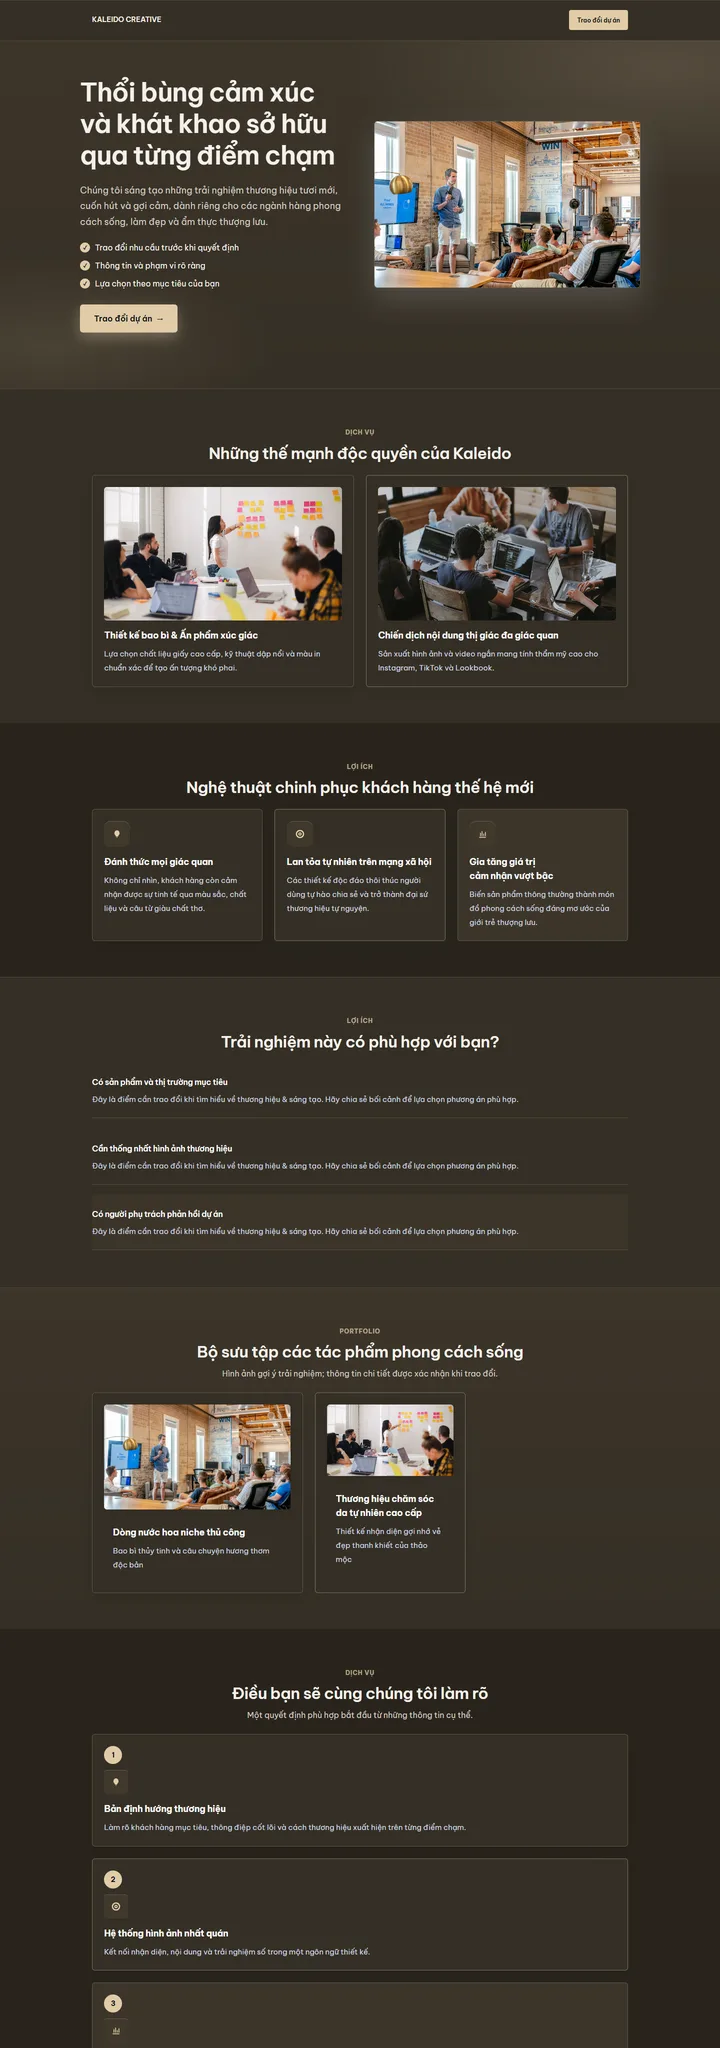 KALEIDO CREATIVE
Trao đổi dự án
Thổi bùng cảm xúc
và khát khao sở hữu
qua từng điểm chạm
Chúng tôi sáng tạo những trải nghiệm thương hiệu tươi mới,
cuốn hút và gợi cảm, dành riêng cho các ngành hàng phong
cách sống, làm đẹp và ẩm thực thượng lưu.
Trao đổi nhu cầu trước khi quyết định
Thông tin và phạm vi rõ ràng
Lựa chọn theo mục tiêu của bạn
Trao đổi dự án →
WIN
DỊCH VỤ
Những thế mạnh độc quyền của Kaleido
Thiết kế bao bì & Ấn phẩm xúc giác
Lựa chọn chất liệu giấy cao cấp, kỹ thuật dập nổi và màu in
chuẩn xác để tạo ấn tượng khó phai.
Chiến dịch nội dung thị giác đa giác quan
Sản xuất hình ảnh và video ngắn mang tính thẩm mỹ cao cho
Instagram, TikTok và Lookbook.
LỢI ÍCH
Nghệ thuật chinh phục khách hàng thế hệ mới
Đánh thức mọi giác quan
Không chỉ nhìn, khách hàng còn cảm
nhận được sự tinh tế qua màu sắc, chất
liệu và câu từ giàu chất thơ.
Lan tỏa tự nhiên trên mạng xã hội
Các thiết kế độc đáo thôi thúc người
dùng tự hào chia sẻ và trở thành đại sứ
thương hiệu tự nguyện.
Gia tăng giá trị
cảm nhận vượt bậc
Biến sản phẩm thông thường thành món
đồ phong cách sống đáng mơ ước của
giới trẻ thượng lưu.
LỢI ÍCH
Trải nghiệm này có phù hợp với bạn?
Có sản phẩm và thị trường mục tiêu
Đây là điểm cần trao đổi khi tìm hiểu về thương hiệu & sáng tạo. Hãy chia sẻ bối cảnh để lựa chọn phương án phù hợp.
Cần thống nhất hình ảnh thương hiệu
Đây là điểm cần trao đổi khi tìm hiểu về thương hiệu & sáng tạo. Hãy chia sẻ bối cảnh để lựa chọn phương án phù hợp.
Có người phụ trách phản hồi dự án
Đây là điểm cần trao đổi khi tìm hiểu về thương hiệu & sáng tạo. Hãy chia sẻ bối cảnh để lựa chọn phương án phù hợp.
PORTFOLIO
Bộ sưu tập các tác phẩm phong cách sống
Hình ảnh gợi ý trải nghiệm; thông tin chi tiết được xác nhận khi trao đổi.
WIN
Dòng nước hoa niche thủ công
Bao bì thủy tinh và câu chuyện hương thơm
độc bản
Thương hiệu chăm sóc
da tự nhiên cao cấp
Thiết kế nhận diện gợi nhớ vẻ
đẹp thanh khiết của thảo
mộc
DỊCH VỤ
Điều bạn sẽ cùng chúng tôi làm rõ
Một quyết định phù hợp bắt đầu từ những thông tin cụ thể.
1
Bản định hướng thương hiệu
Làm rõ khách hàng mục tiêu, thông điệp cốt lõi và cách thương hiệu xuất hiện trên từng điểm chạm.
2
Hệ thống hình ảnh nhất quán
Kết nối nhận diện, nội dung và trải nghiệm số trong một ngôn ngữ thiết kế.
3